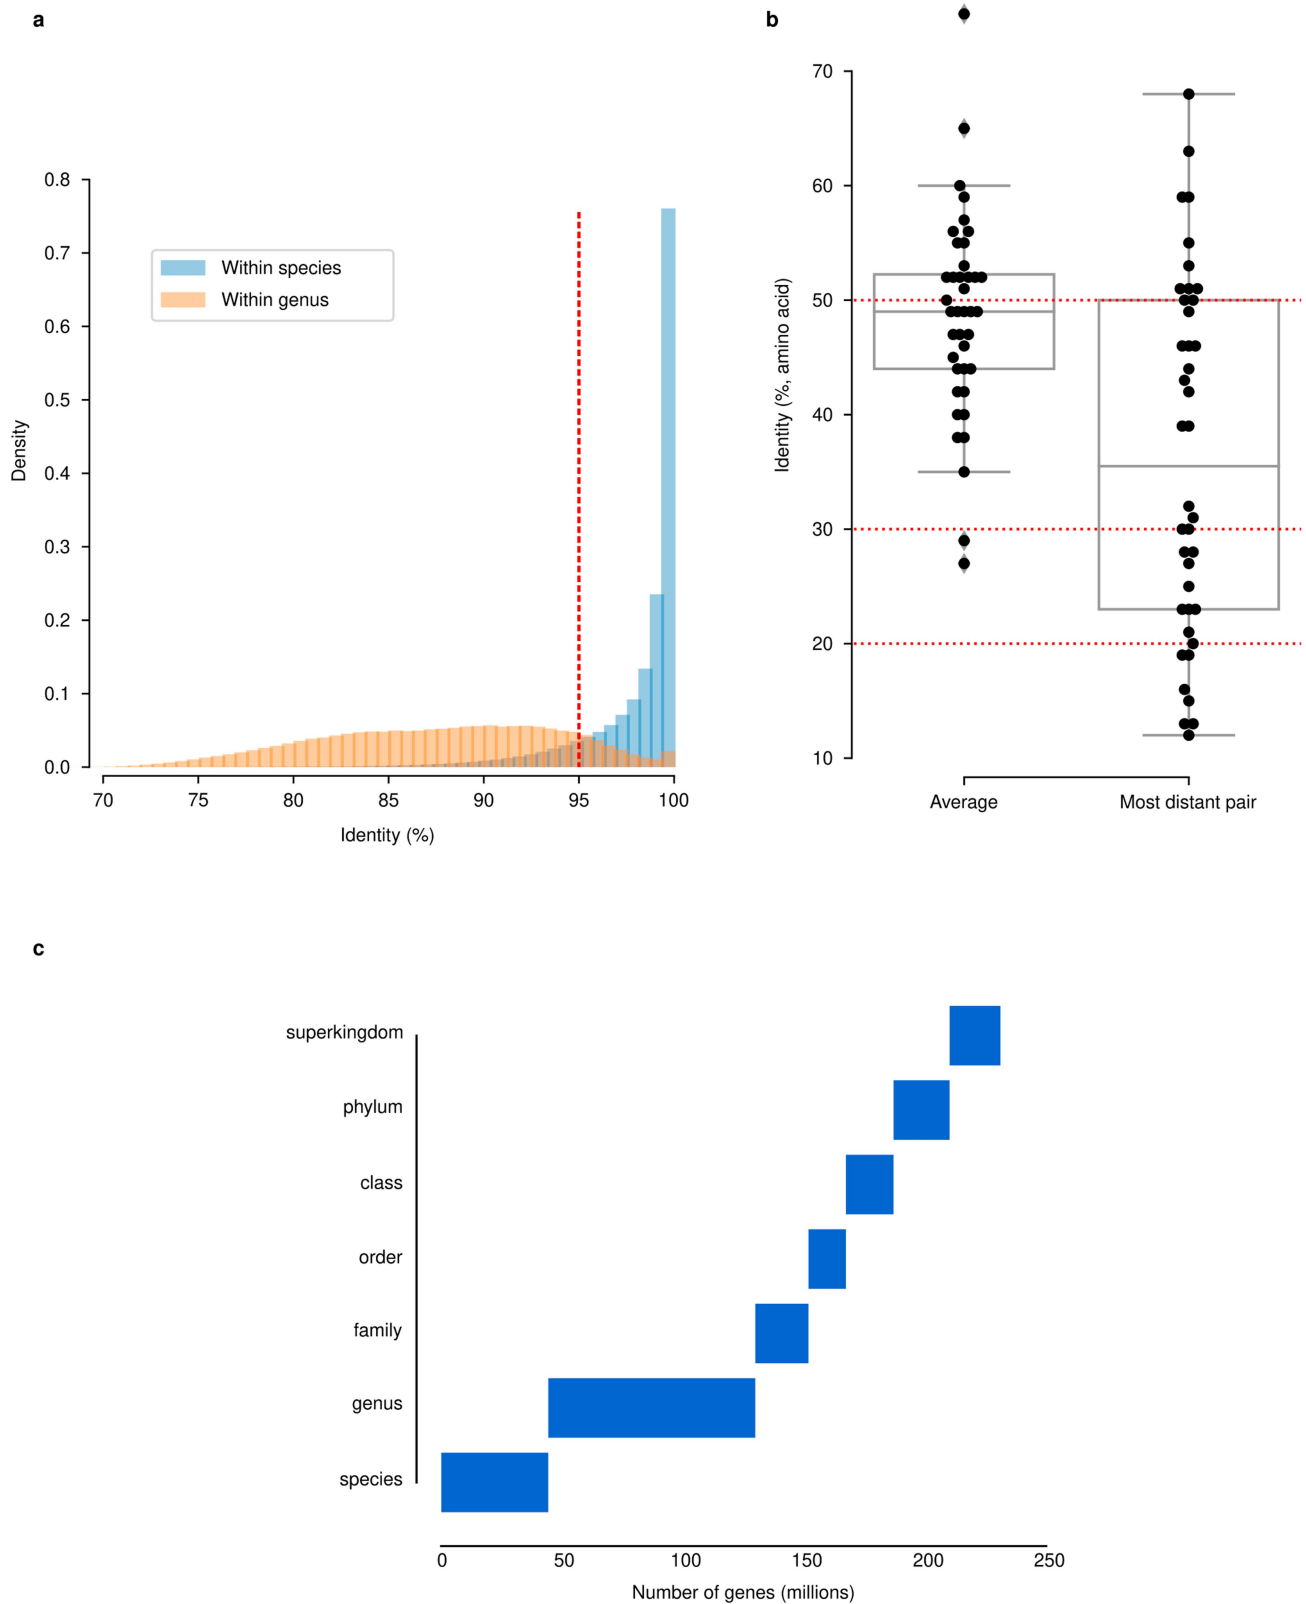 a
0.8
0.7
0.6
0.5
0.4
0.3
0.2
0.1
0.0
Density
Within species
Within genus
70 75 80 85 90 95 100
Identity (%)
b
70
60
50
40
30
20
10
Identity (%, amino acid)
Average Most distant pair
c
superkingdom
phylum
class
order
family
genus
species
0 50 100 150 200 250
Number of genes (millions)